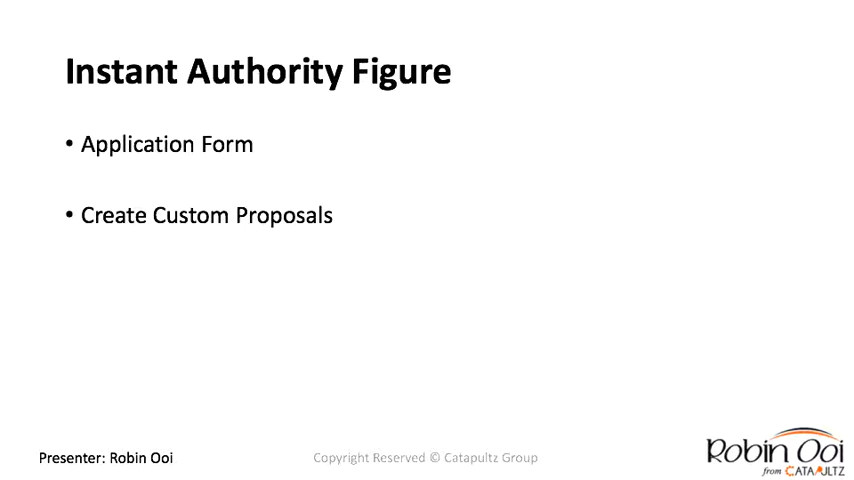 Instant Authority Figure
• Application Form
• Create Custom Proposals
Presenter: Robin Ooi
Copyright Reserved © Catapultz Group
Robin Ooi
from CATAPULTZ